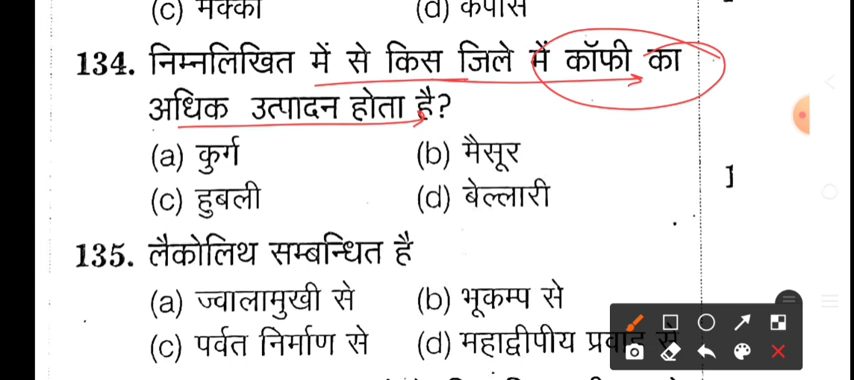 (c) मक्का (d) कपास
134. निम्नलिखित में से किस जिले में कॉफी का
अधिक उत्पादन होता है?
(a) कुर्ग (b) मैसूर
(c) हुबली (d) बेल्लारी
135. लैकोलिथ सम्बन्धित है
(a) ज्वालामुखी से (b) भूकम्प से
(c) पर्वत निर्माण से (d) महाद्वीपीय प्रवाह से